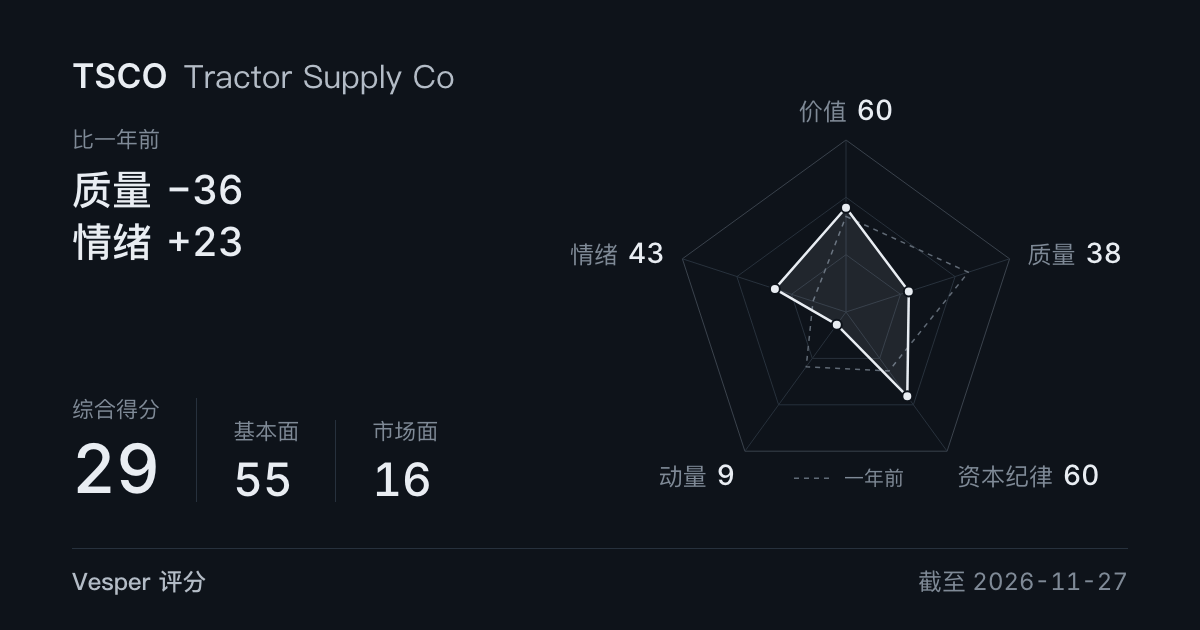 TSCO Tractor Supply Co
比一年前
质量 −36
情绪 +23
价值 60
情绪 43
质量 38
动量 9
一年前
资本纪律 60
综合得分
29
基本面
55
市场面
16
Vesper 评分
截至 2026-11-27